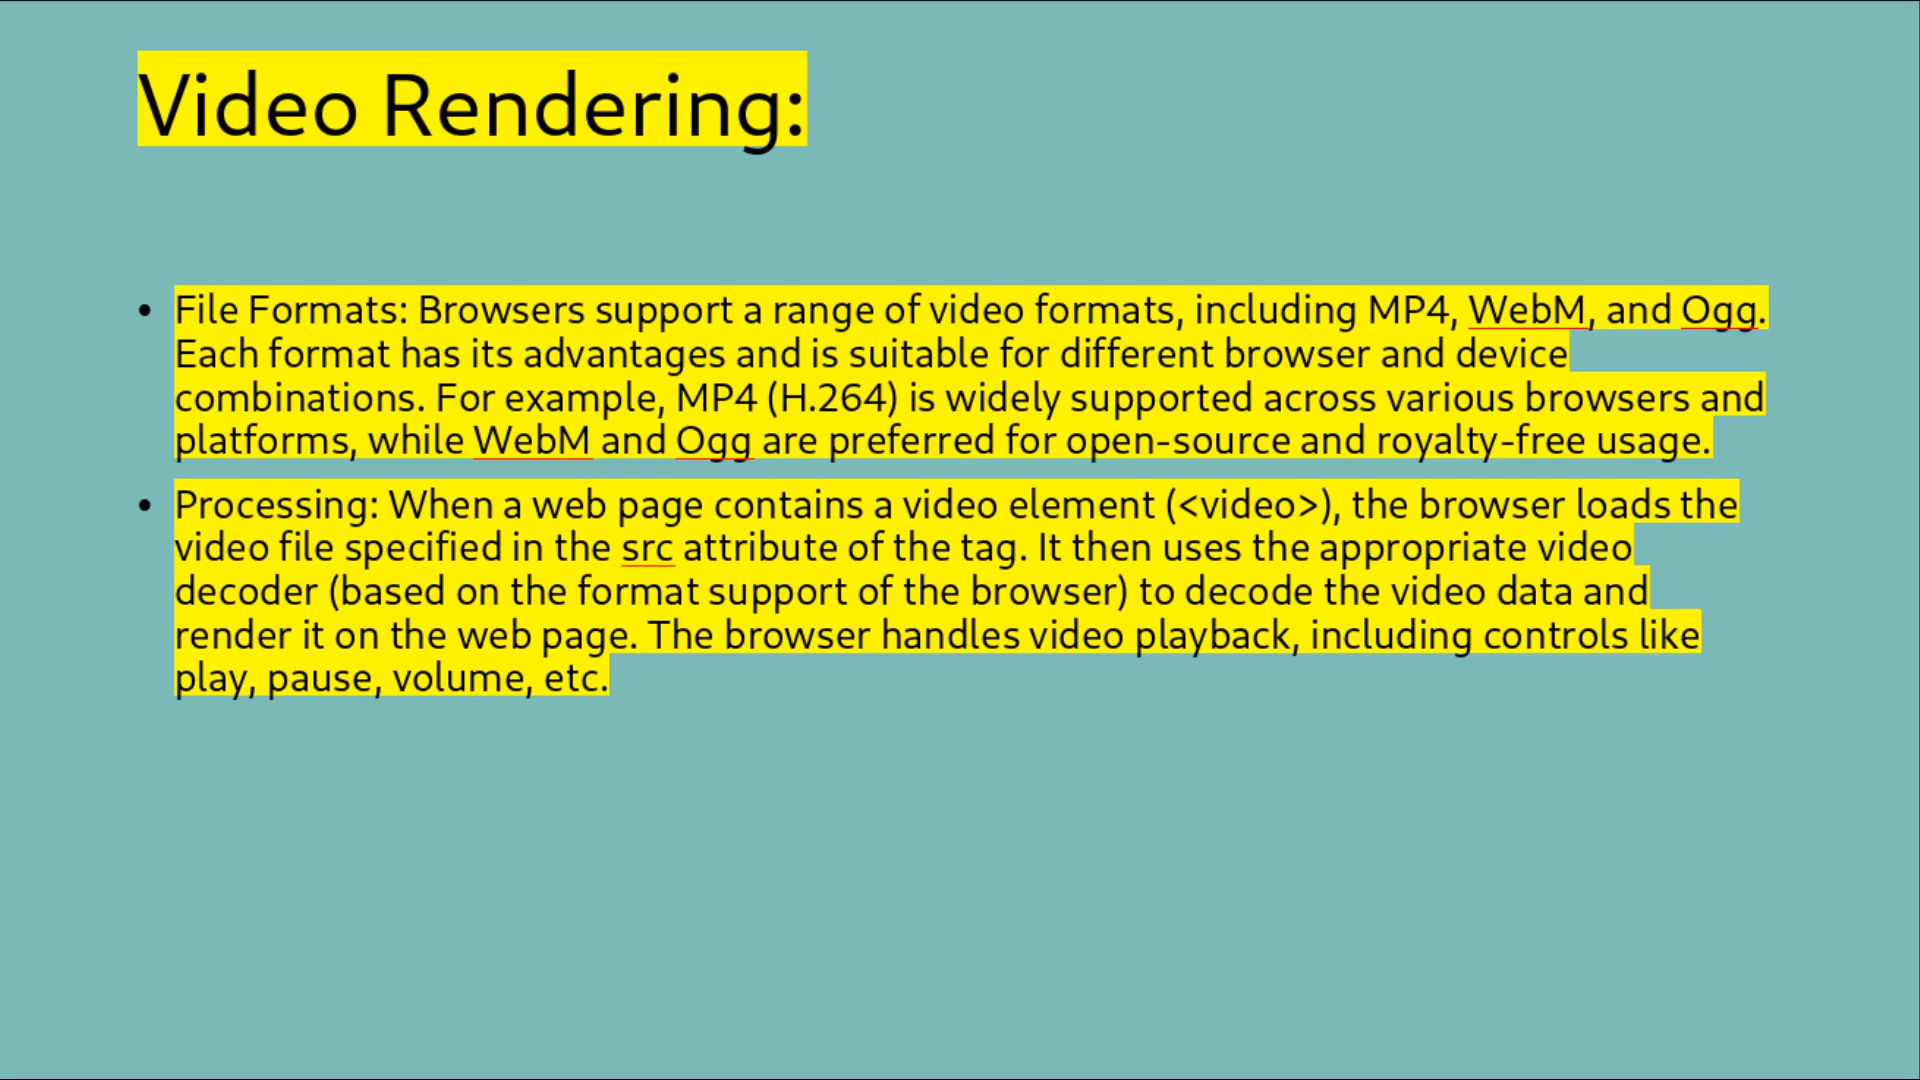 Video Rendering:
• File Formats: Browsers support a range of video formats, including MP4, WebM, and Ogg.
Each format has its advantages and is suitable for different browser and device
combinations. For example, MP4 (H.264) is widely supported across various browsers and
platforms, while WebM and Ogg are preferred for open-source and royalty-free usage.
• Processing: When a web page contains a video element (<video>), the browser loads the
video file specified in the src attribute of the tag. It then uses the appropriate video
decoder (based on the format support of the browser) to decode the video data and
render it on the web page. The browser handles video playback, including controls like
play, pause, volume, etc.